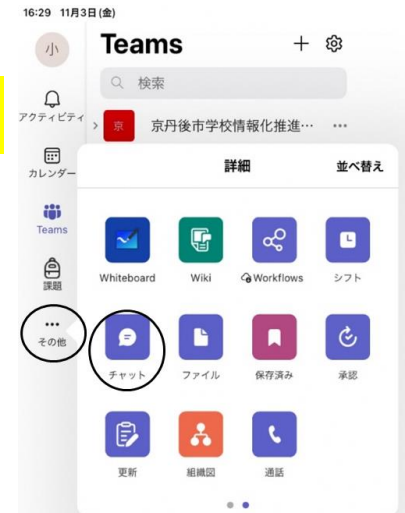 16:29 11月3日(金)
小
Teams
検索
アクティビティ
京
京丹後市学校情報化推進…
カレンダー
詳細
並べ替え
Teams
Whiteboard
Wiki
Workflows
シフト
課題
その他
チャット
ファイル
保存済み
承認
更新
組織図
通話